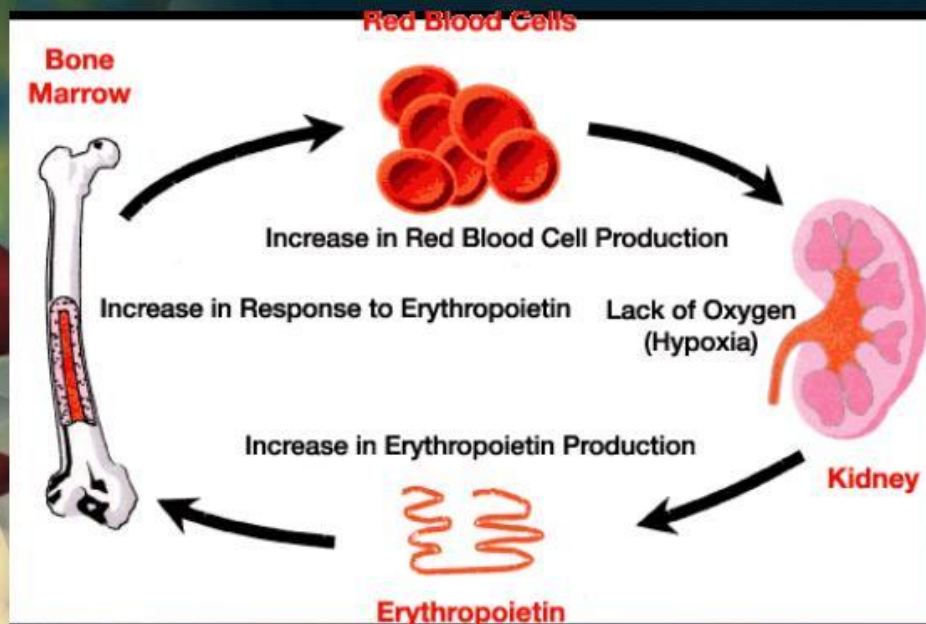 Red Blood Cells
Bone
Marrow
Increase in Red Blood Cell Production
Increase in Response to Erythropoietin
Lack of Oxygen
(Hypoxia)
Increase in Erythropoietin Production
Kidney
Erythropoietin